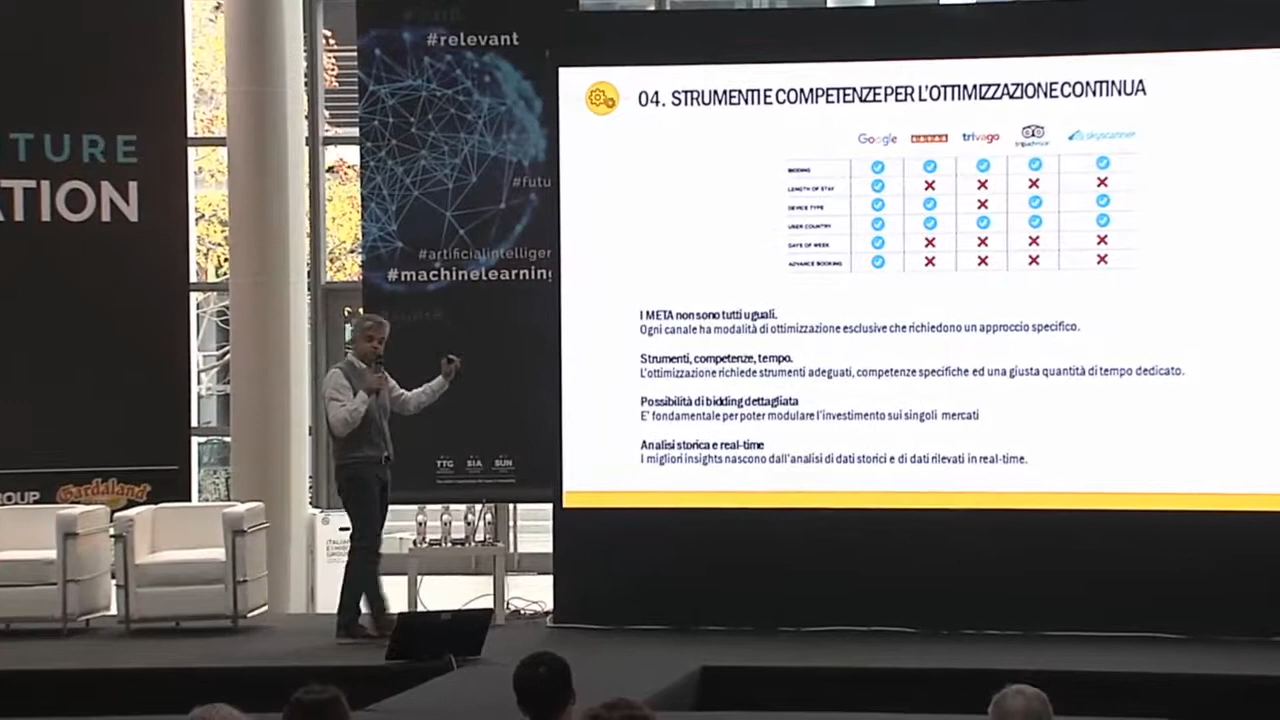 TURE
ATION
ROUP
Gardaland
#relevant
#futu
#artificialintelliger
#machinelearning
TTG SIA SUN
ITALIAN
GROUP
04. STRUMENTI E COMPETENZE PER L'OTTIMIZZAZIONE CONTINUA
Google trivago tripadvisor skyscanner
BIDDING
LENGTH OF STAY
DEVICE TYPE
USER COUNTRY
DAYS OF WEEK
ADVANCE BOOKING
I META non sono tutti uguali.
Ogni canale ha modalità di ottimizzazione esclusive che richiedono un approccio specifico.
Strumenti, competenze, tempo.
L'ottimizzazione richiede strumenti adeguati, competenze specifiche ed una giusta quantità di tempo dedicato.
Possibilità di bidding dettagliata
E' fondamentale per poter modulare l'investimento sui singoli mercati
Analisi storica e real-time
I migliori insights nascono dall'analisi di dati storici e di dati rilevati in real-time.